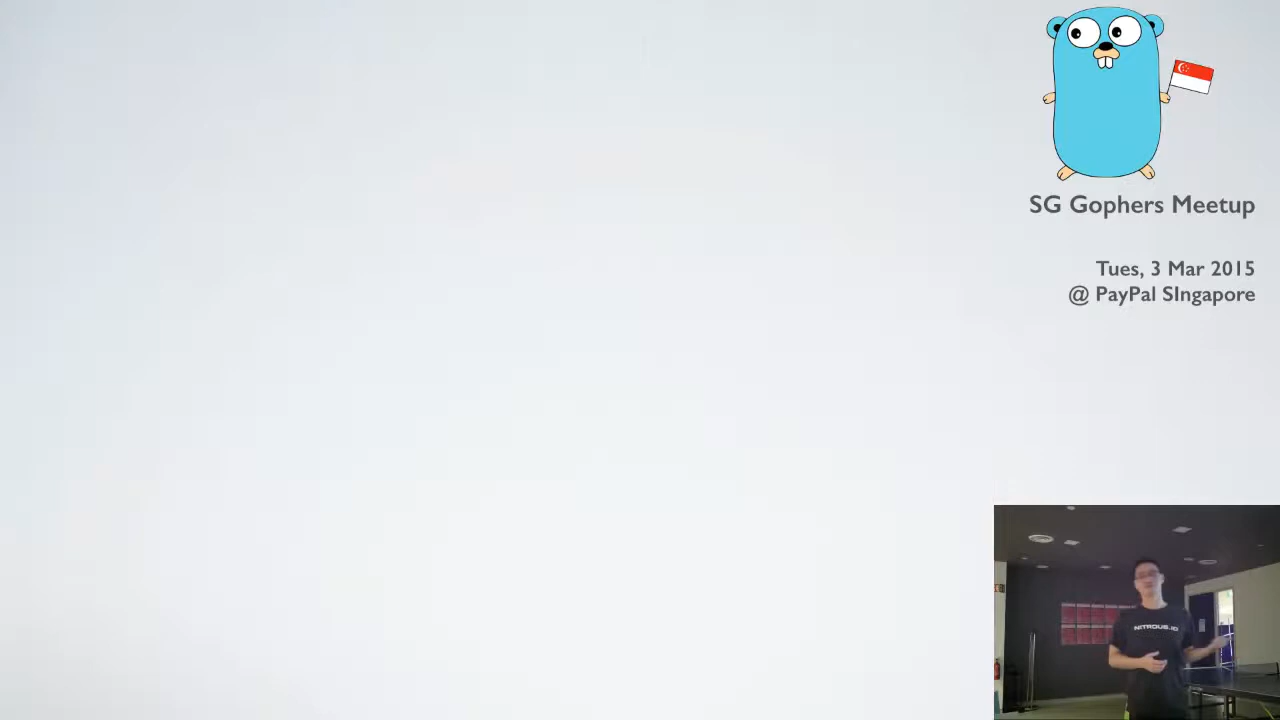 SG Gophers Meetup
Tues, 3 Mar 2015
@ PayPal SIngapore
NITROUS.IO